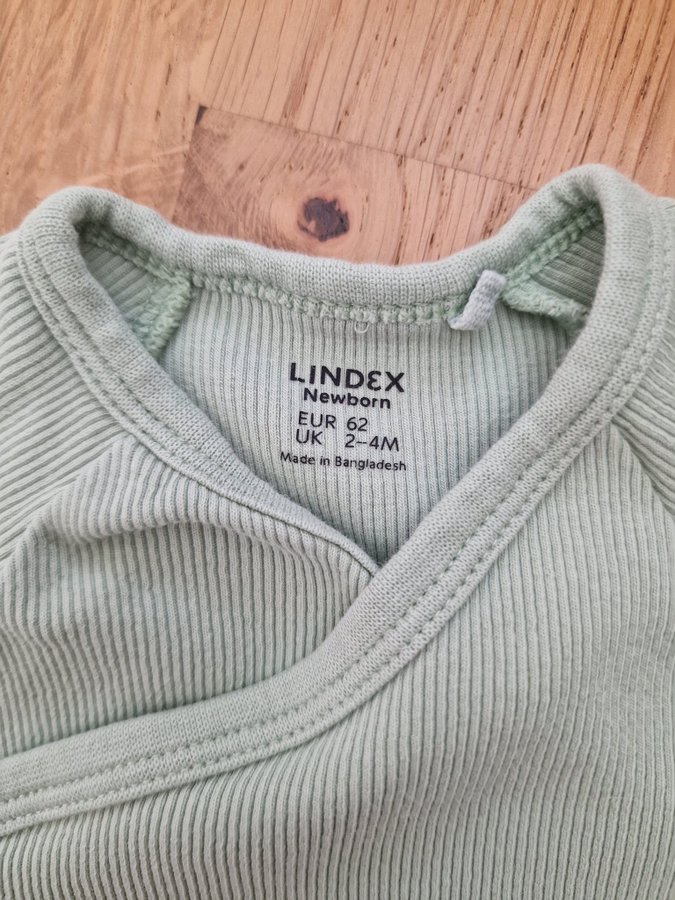 LINDEX
Newborn
EUR 62
UK 2-4M
Made in Bangladesh